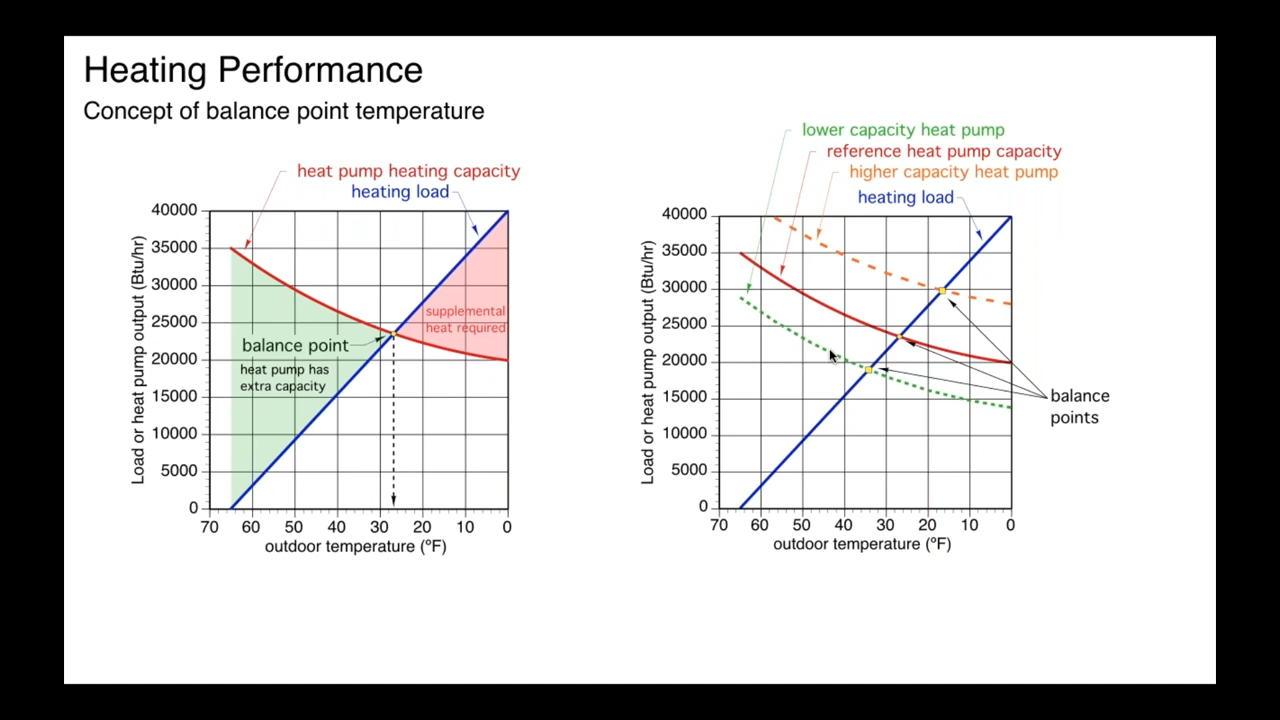 Heating Performance
Concept of balance point temperature
heat pump heating capacity
heating load
40000
35000
30000
25000
20000
15000
10000
5000
0
Load or heat pump output (Btu/hr)
supplemental
heat required
balance point
heat pump has
extra capacity
70 60 50 40 30 20 10 0
outdoor temperature (ºF)
lower capacity heat pump
reference heat pump capacity
higher capacity heat pump
heating load
40000
35000
30000
25000
20000
15000
10000
5000
0
Load or heat pump output (Btu/hr)
balance
points
70 60 50 40 30 20 10 0
outdoor temperature (ºF)